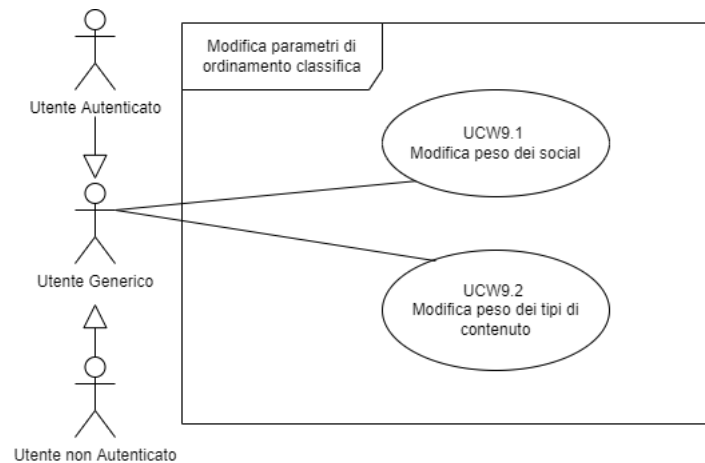 Modifica parametri di
ordinamento classifica
Utente Autenticato
UCW9.1
Modifica peso dei social
Utente Generico
UCW9.2
Modifica peso dei tipi di
contenuto
Utente non Autenticato